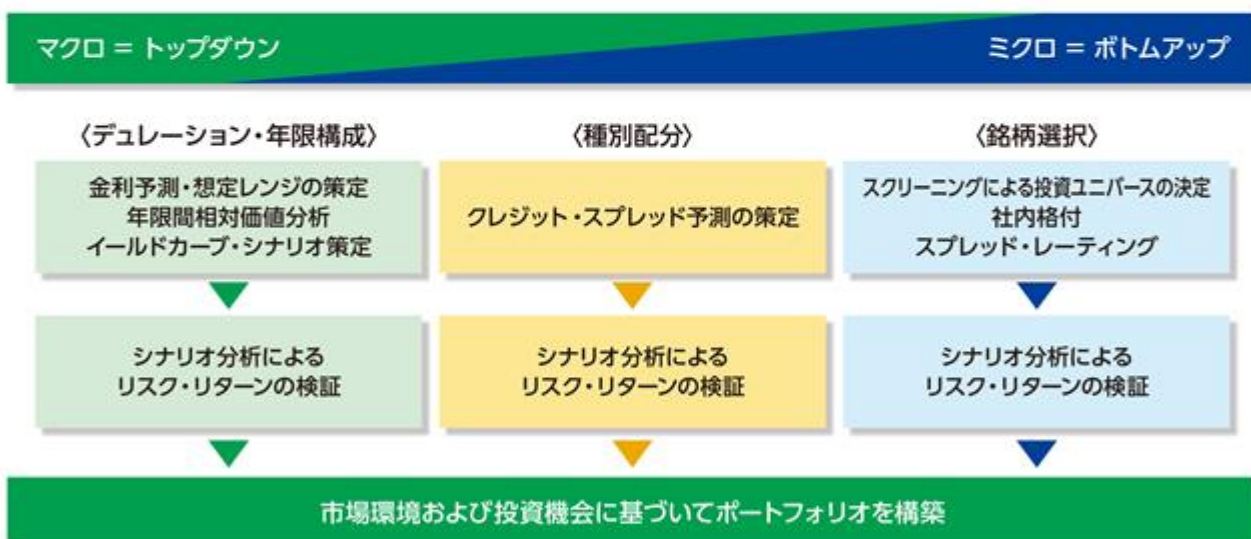 マクロ = トップダウン
ミクロ = ボトムアップ
〈デュレーション・年限構成〉
金利予測・想定レンジの策定
年限間相対価値分析
イールドカーブ・シナリオ策定
シナリオ分析による
リスク・リターンの検証
〈種別配分〉
クレジット・スプレッド予測の策定
シナリオ分析による
リスク・リターンの検証
〈銘柄選択〉
スクリーニングによる投資ユニバースの決定
社内格付
スプレッド・レーティング
シナリオ分析による
リスク・リターンの検証
市場環境および投資機会に基づいてポートフォリオを構築